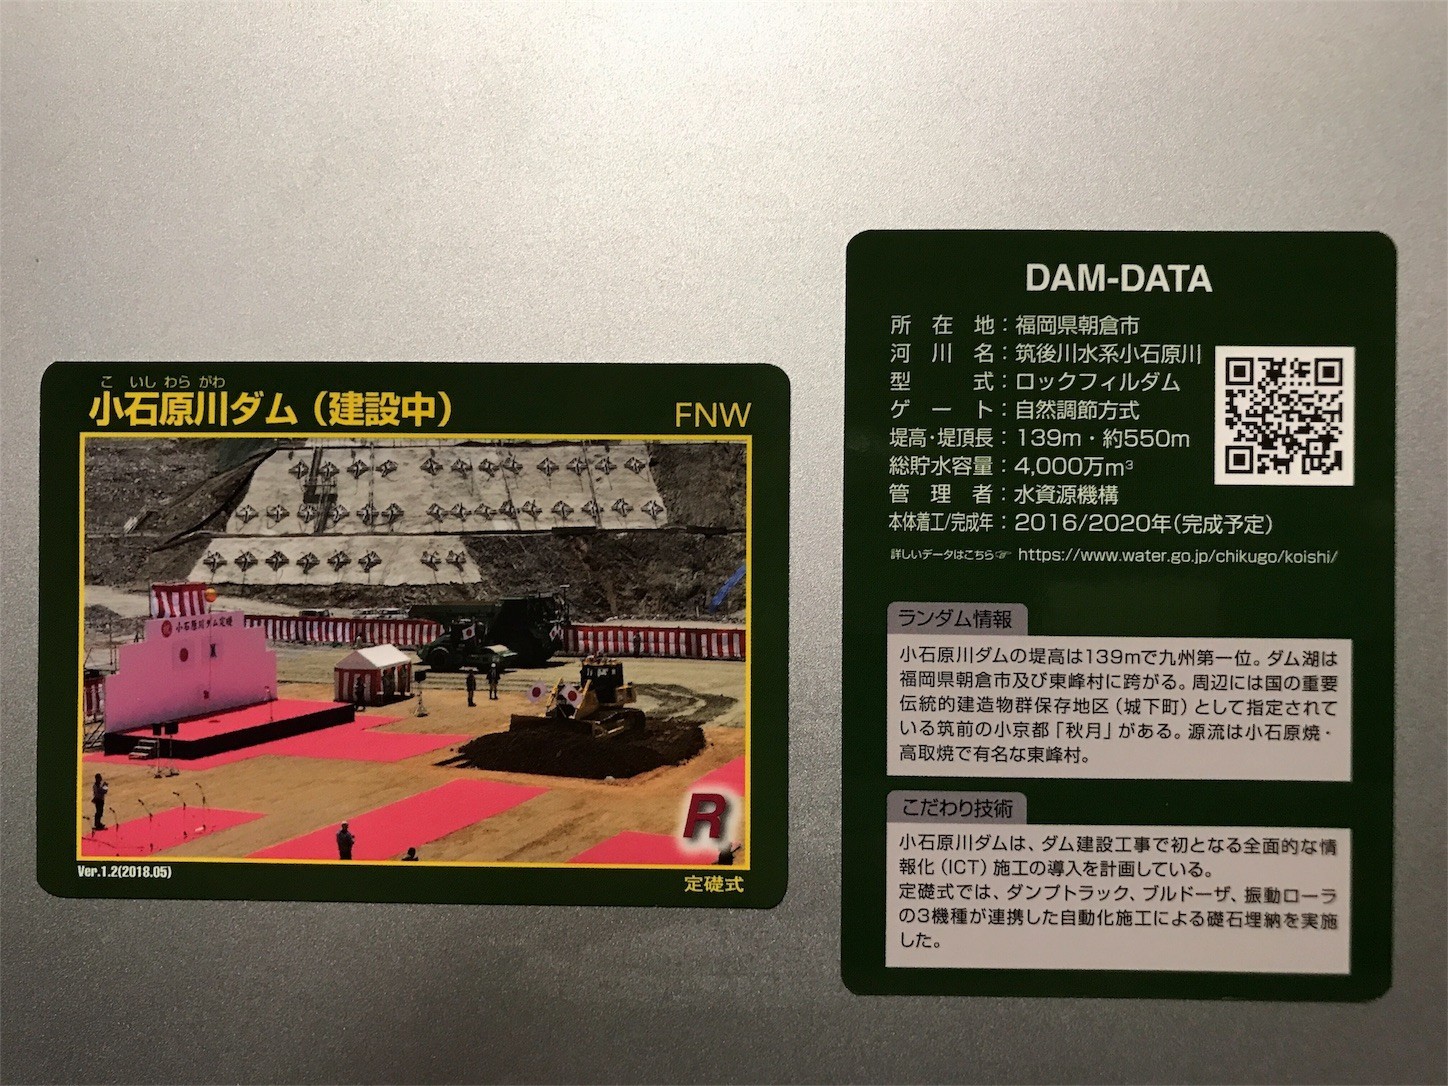 こいしわらがわ
小石原川ダム（建設中）
FNW
小石原川ダム定礎
R
Ver.1.2(2018.05)
定礎式
DAM-DATA
所在地：福岡県朝倉市
河川名：筑後川水系小石原川
型式：ロックフィルダム
ゲート：自然調節方式
堤高・堤頂長：139m・約550m
総貯水容量：4,000万m³
管理者：水資源機構
本体着工/完成年：2016/2020年（完成予定）
詳しいデータはこちら☞ https://www.water.go.jp/chikugo/koishi/
ランダム情報
小石原川ダムの堤高は139mで九州第一位。ダム湖は
福岡県朝倉市及び東峰村に跨がる。周辺には国の重要
伝統的建造物群保存地区（城下町）として指定されて
いる筑前の小京都「秋月」がある。源流は小石原焼・
高取焼で有名な東峰村。
こだわり技術
小石原川ダムは、ダム建設工事で初となる全面的な情
報化（ICT）施工の導入を計画している。
定礎式では、ダンプトラック、ブルドーザ、振動ローラ
の3機種が連携した自動化施工による礎石埋納を実施
した。